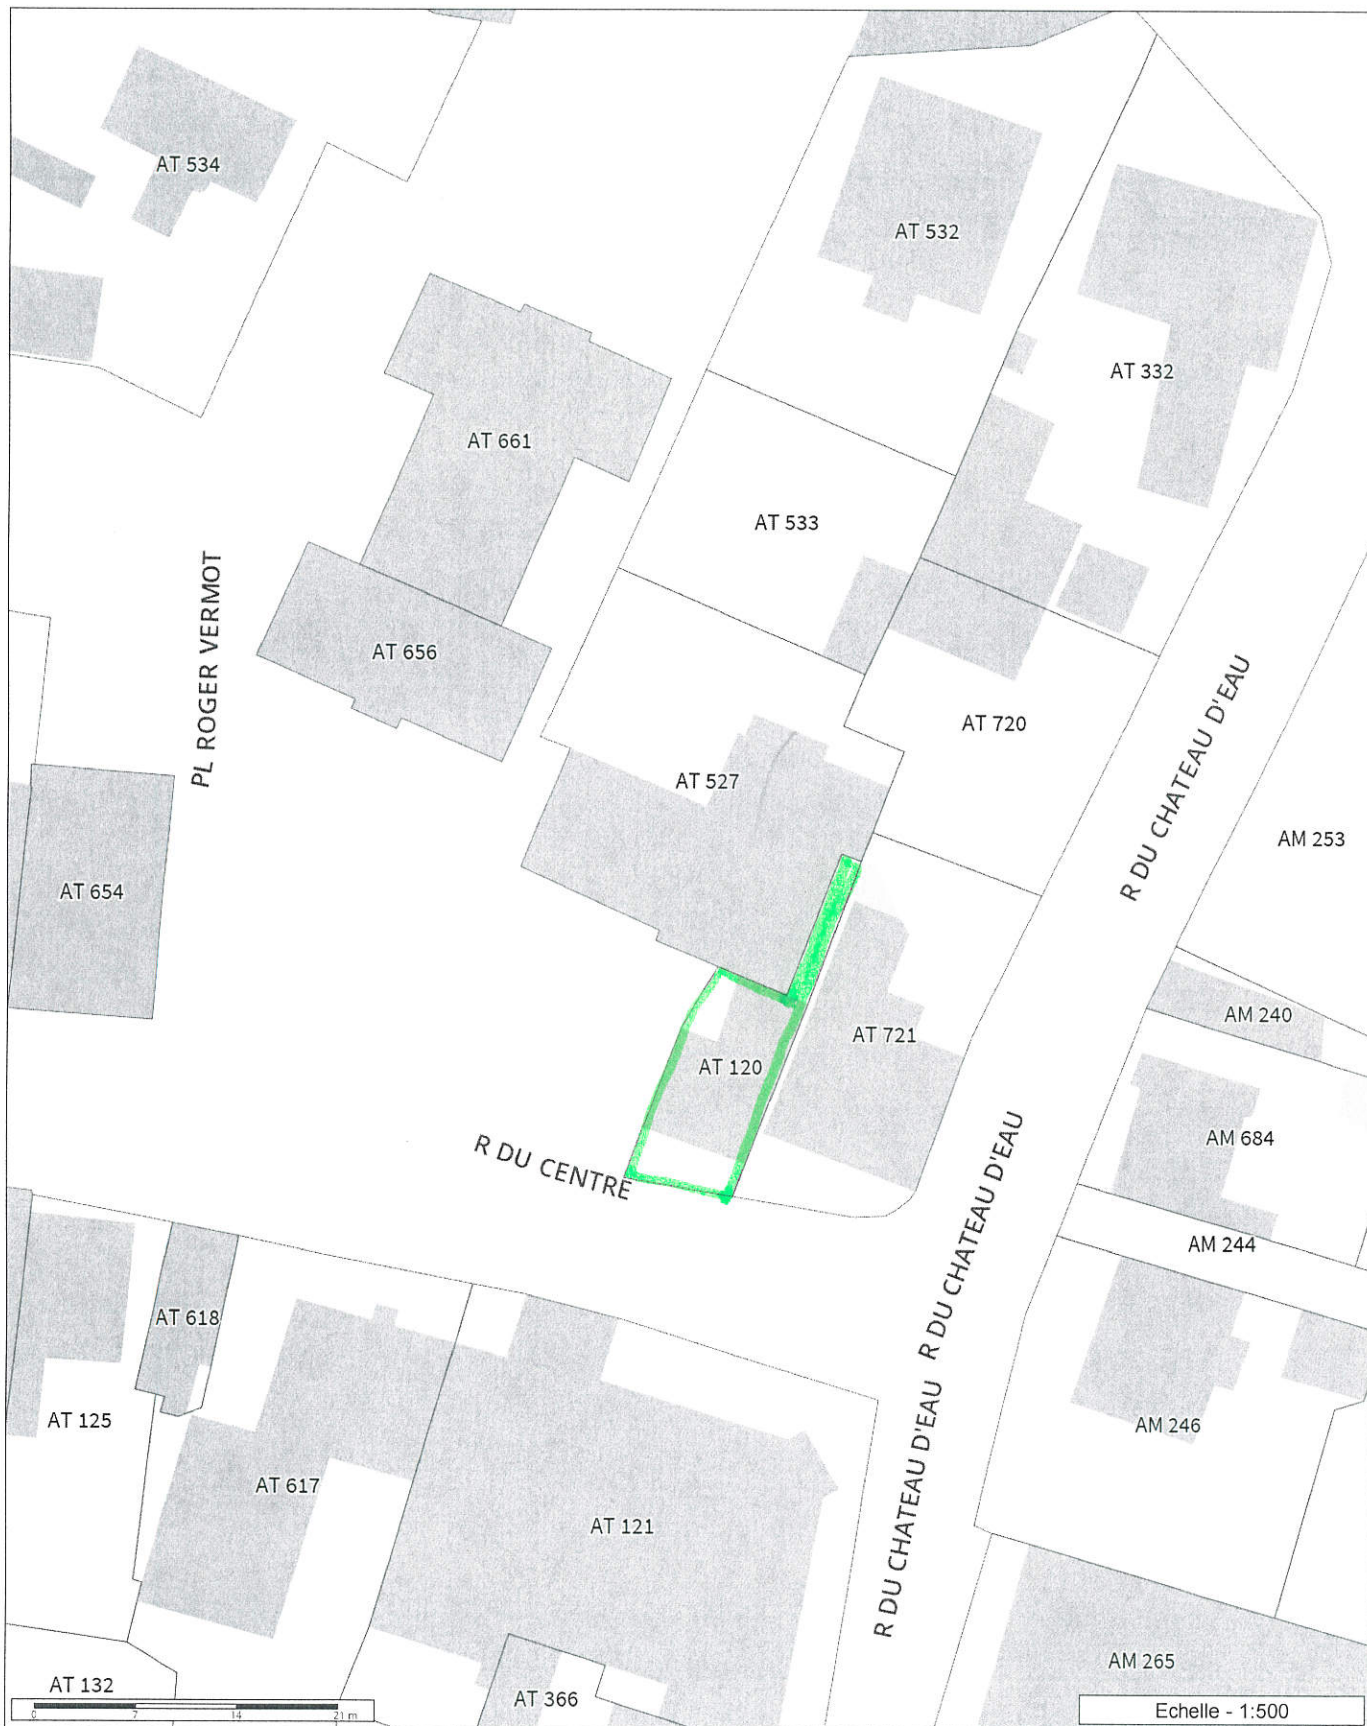 AT 534
AT 532
AT 332
AT 661
AT 533
PL ROGER VERMOT
AT 656
AT 720
R DU CHATEAU D'EAU
AT 527
AM 253
AT 654
AM 240
AT 721
AT 120
R DU CENTRE
AM 684
R DU CHATEAU D'EAU
AM 244
AT 618
AT 125
AM 246
R DU CHATEAU D'EAU
AT 617
AT 121
AM 265
AT 132
AT 366
0 7 14 21 m
Echelle - 1:500